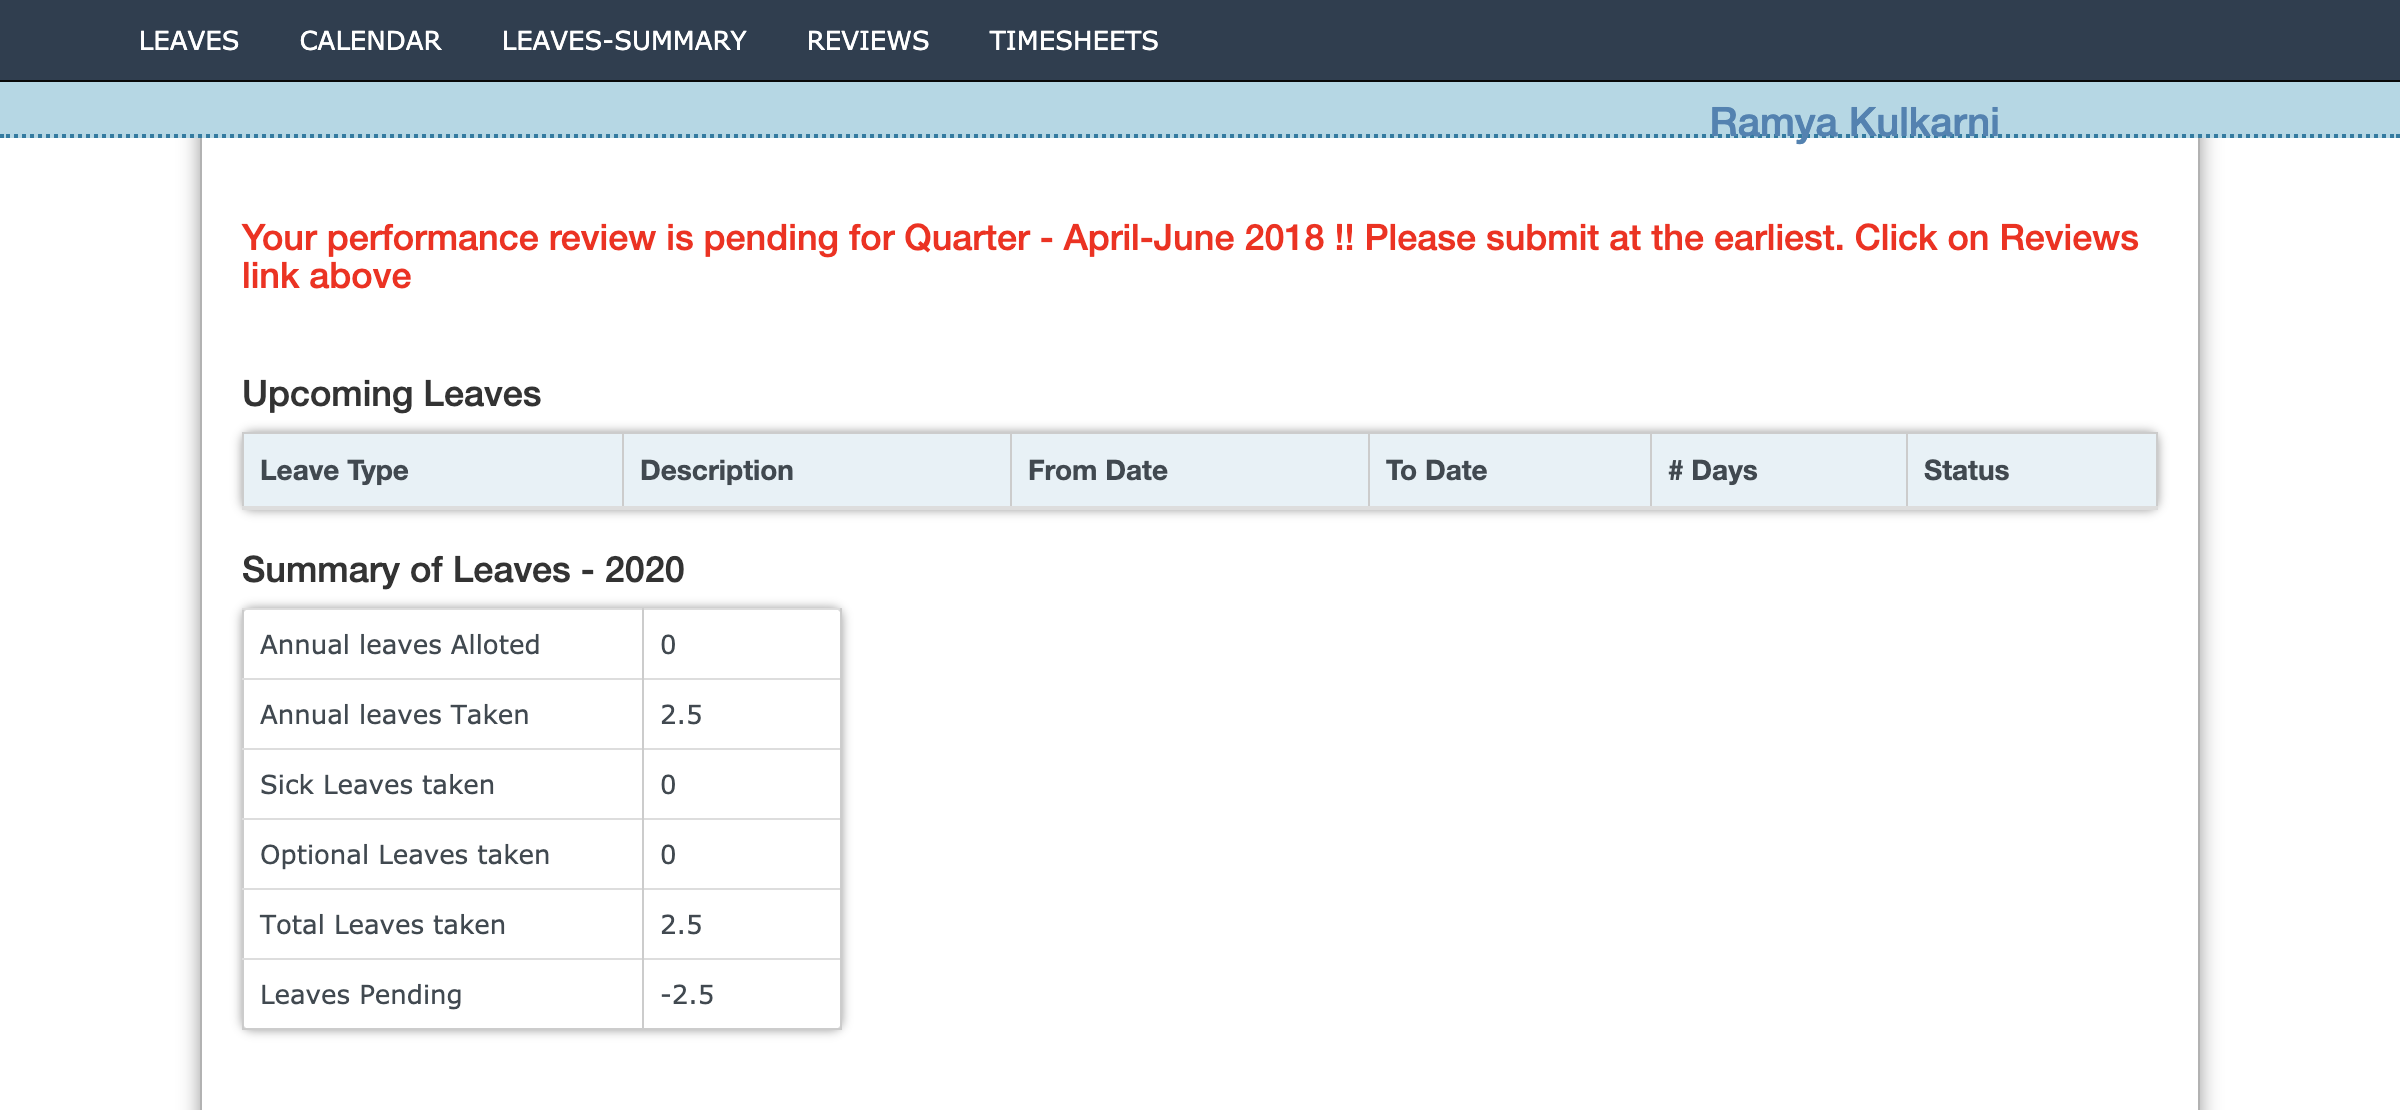 LEAVES CALENDAR LEAVES-SUMMARY REVIEWS TIMESHEETS
Ramya Kulkarni
Your performance review is pending for Quarter - April-June 2018 !! Please submit at the earliest. Click on Reviews
link above
Upcoming Leaves
Leave Type Description From Date To Date # Days Status
Summary of Leaves - 2020
Annual leaves Alloted 0
Annual leaves Taken 2.5
Sick Leaves taken 0
Optional Leaves taken 0
Total Leaves taken 2.5
Leaves Pending -2.5